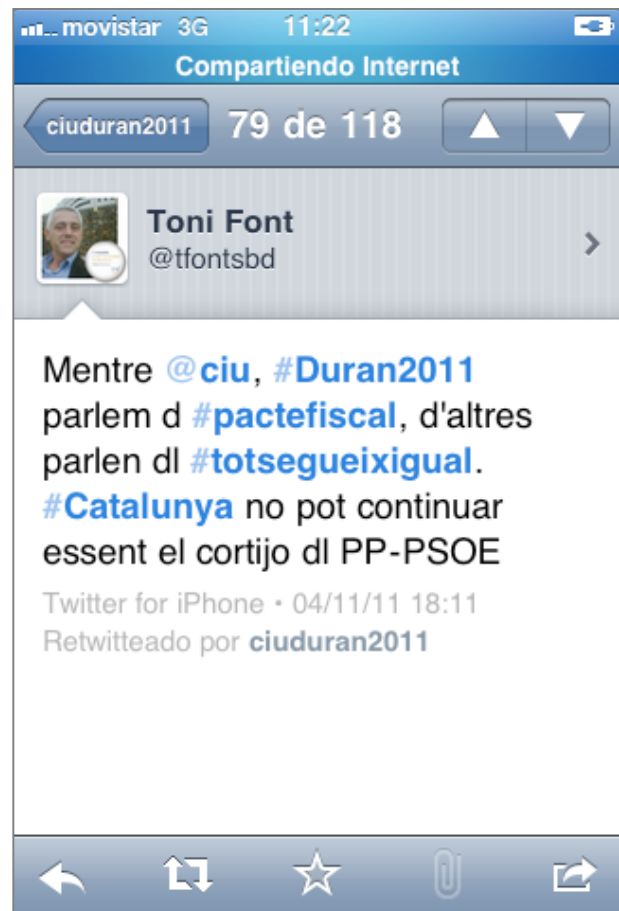 movistar 3G 11:22
Compartiendo Internet
ciuduran2011 79 de 118
Toni Font
@tfontsbd
Mentre @ciu, #Duran2011
parlem d #pactefiscal, d'altres
parlen dl #totsegueixigual.
#Catalunya no pot continuar
essent el cortijo dl PP-PSOE
Twitter for iPhone • 04/11/11 18:11
Retwitteado por ciuduran2011